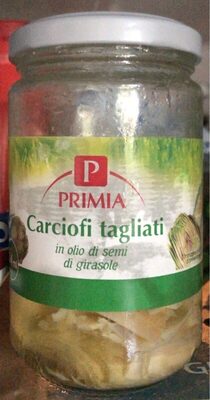 P
PRIMIA
Carciofi tagliati
in olio di semi
di girasole